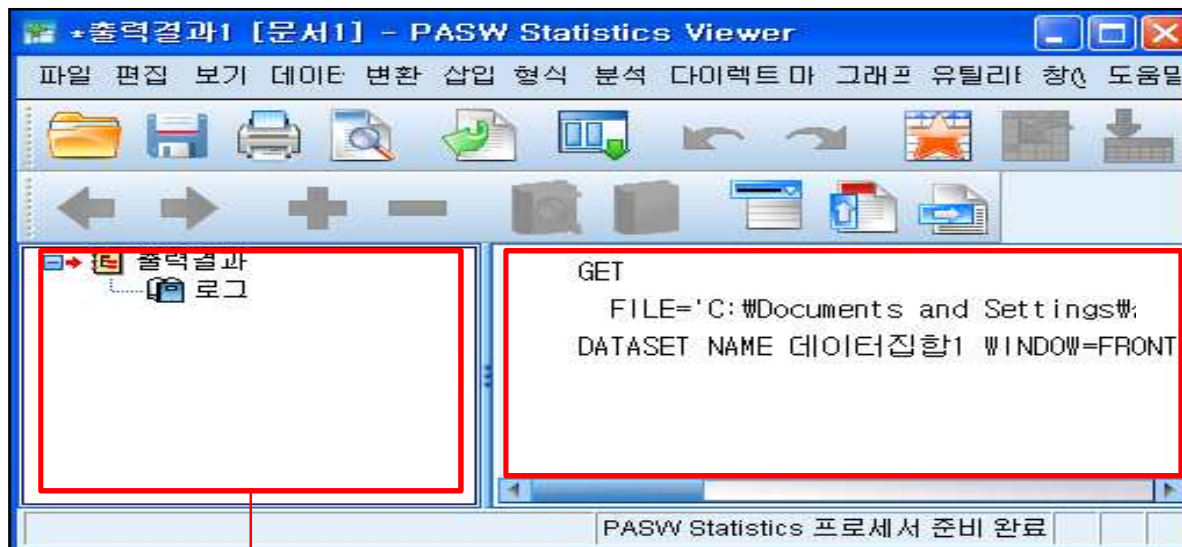 *출력결과1 [문서1] - PASW Statistics Viewer
파일 편집 보기 데이터 변환 삽입 형식 분석 다이렉트 마 그래프 유틸리티 창 도움말
출력결과
로그
GET
FILE='C:₩Documents and Settings₩
DATASET NAME 데이터집합1 WINDOW=FRONT
PASW Statistics 프로세서 준비 완료